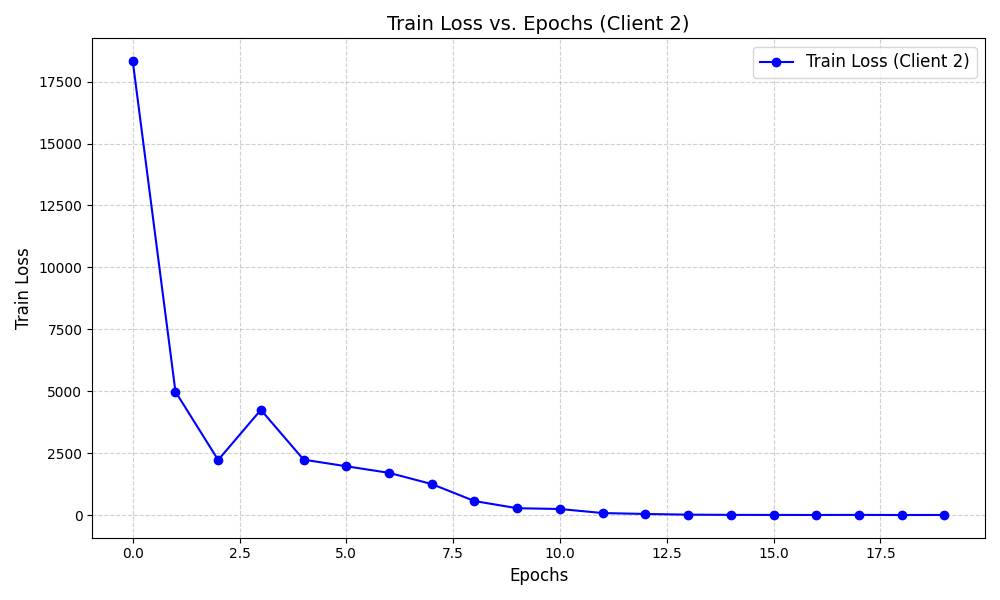 Train Loss vs. Epochs (Client 2)
Train Loss (Client 2)
Train Loss
17500
15000
12500
10000
7500
5000
2500
0
0.0 2.5 5.0 7.5 10.0 12.5 15.0 17.5
Epochs